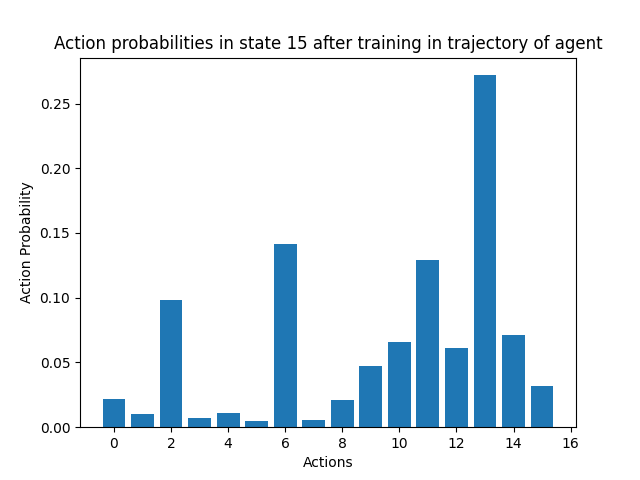 Action probabilities in state 15 after training in trajectory of agent
0.25
0.20
0.15
0.10
0.05
0.00
Action Probability
0 2 4 6 8 10 12 14 16
Actions